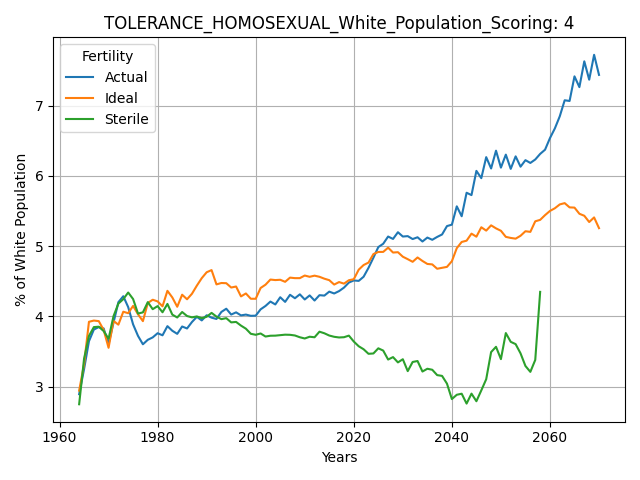 TOLERANCE_HOMOSEXUAL_White_Population_Scoring: 4
Fertility
Actual
Ideal
Sterile
% of White Population
7
6
5
4
3
1960 1980 2000 2020 2040 2060
Years